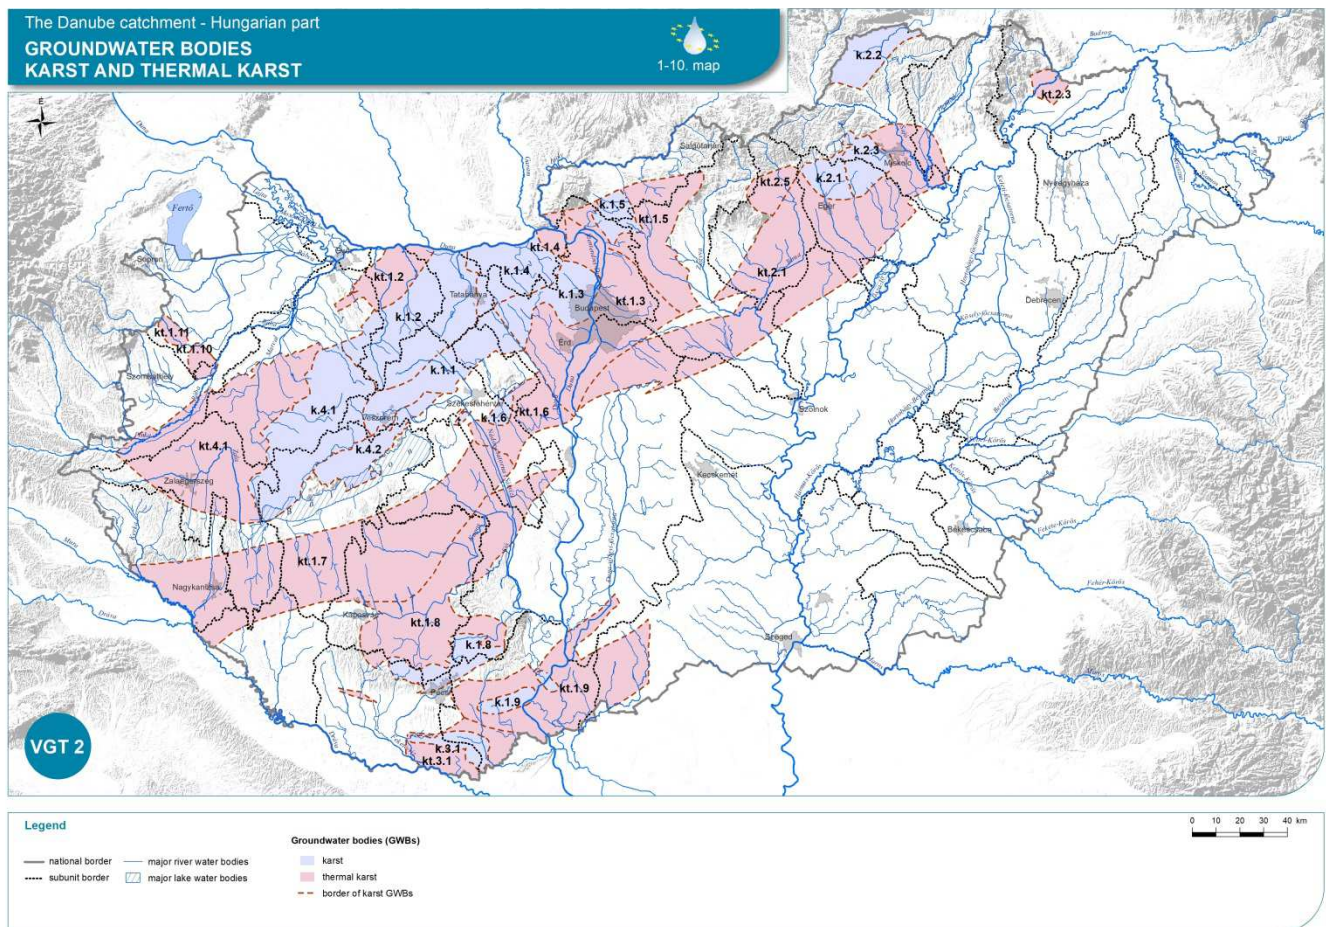 The Danube catchment - Hungarian part
GROUNDWATER BODIES
KARST AND THERMAL KARST
1-10. map
É
k.2.2
Bodrog
kt.2.3
k.2.3
Miskolc
k.2.1
kt.2.5
Eger
Nyíregyháza
Fertő
Sopron
k.1.5
kt.1.5
kt.1.4
k.1.4
kt.1.2
Tatabánya
k.1.3
Budapest
kt.1.3
kt.2.1
Debrecen
k.1.2
Érd
kt.1.11
kt.1.10
Szombathely
k.1.1
Székesfehérvár
k.1.6
kt.1.6
Szolnok
k.4.1
Veszprém
kt.4.1
k.4.2
Zalaegerszeg
Kecskemét
Békéscsaba
Fekete-Körös
kt.1.7
Nagykanizsa
Fehér-Körös
Kaposvár
kt.1.8
k.1.8
Szeged
Pécs
kt.1.9
k.1.9
k.3.1
kt.3.1
VGT 2
Legend
national border
major river water bodies
subunit border
major lake water bodies
Groundwater bodies (GWBs)
karst
thermal karst
border of karst GWBs
0 10 20 30 40 km